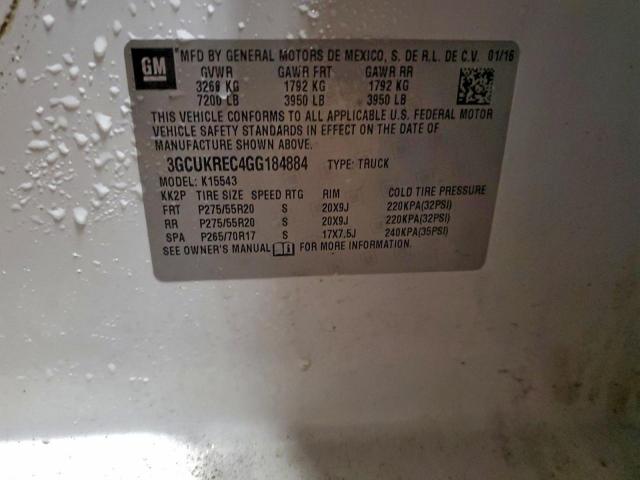 GM
*MFD BY GENERAL MOTORS DE MEXICO, S. DE R.L. DE C.V. 01/16
GVWR GAWR FRT GAWR RR
3266 KG 1792 KG 1792 KG
7200 LB 3950 LB 3950 LB
THIS VEHICLE CONFORMS TO ALL APPLICABLE U.S. FEDERAL MOTOR
VEHICLE SAFETY STANDARDS IN EFFECT ON THE DATE OF
MANUFACTURE SHOWN ABOVE.
3GCUKREC4GG184884 TYPE: TRUCK
MODEL: K15543
KK2P TIRE SIZE SPEED RTG RIM COLD TIRE PRESSURE
FRT P275/55R20 S 20X9J 220KPA(32PSI)
RR P275/55R20 S 20X9J 220KPA(32PSI)
SPA P265/70R17 S 17X7.5J 240KPA(35PSI)
SEE OWNER'S MANUAL FOR MORE INFORMATION.